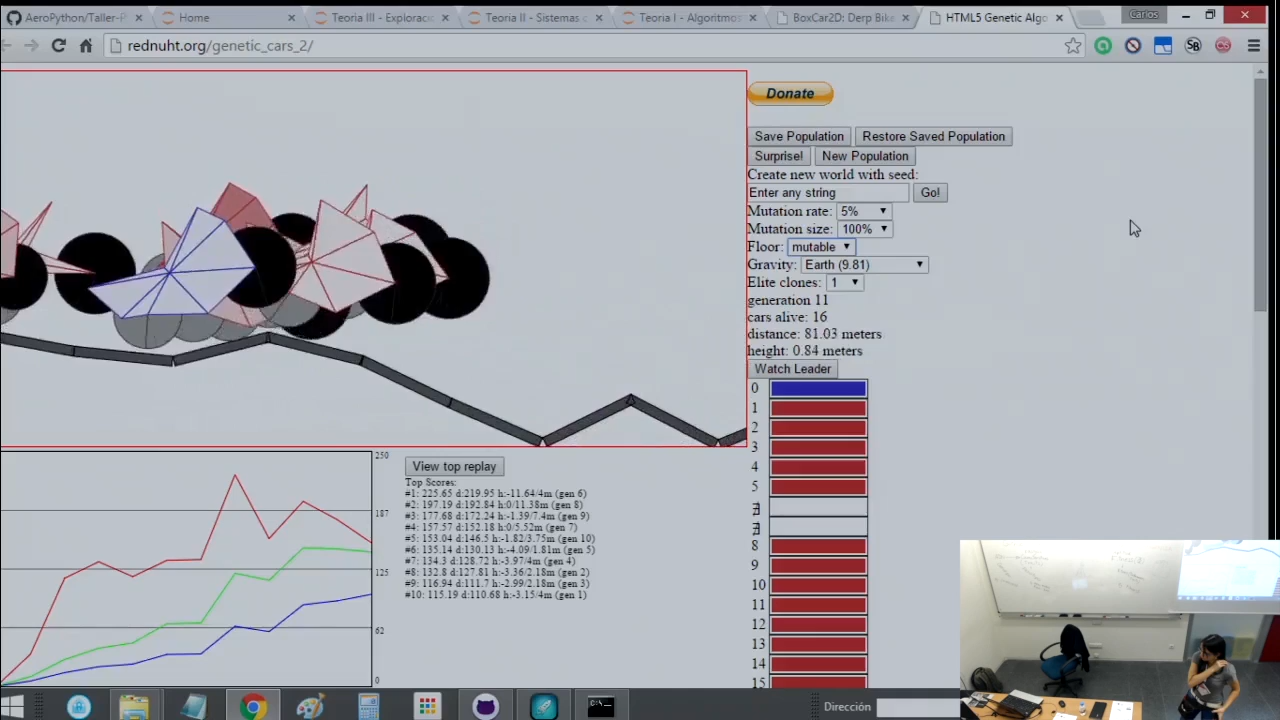 AeroPython/Taller-P
Home
Teoria III - Exploraci
Teoria II - Sistemas
Teoria I - Algoritmos
BoxCar2D: Derp Bike
HTML5 Genetic Algo
Carlos
rednuht.org/genetic_cars_2/
Donate
Save Population Restore Saved Population
Surprise! New Population
Create new world with seed:
Enter any string Go!
Mutation rate: 5%
Mutation size: 100%
Floor: mutable
Gravity: Earth (9.81)
Elite clones: 1
generation 11
cars alive: 16
distance: 81.03 meters
height: 0.84 meters
Watch Leader
0
1
2
3
4
5
∄
∄
8
9
10
11
12
13
14
15
250
187
125
62
0
View top replay
Top Scores:
#1: 225.65 d:219.95 h:-11.64/4m (gen 6)
#2: 197.19 d:192.84 h:0/11.38m (gen 8)
#3: 177.68 d:172.24 h:-1.39/7.4m (gen 9)
#4: 157.57 d:152.18 h:0/5.52m (gen 7)
#5: 153.04 d:146.5 h:-1.82/3.75m (gen 10)
#6: 135.14 d:130.13 h:-4.09/1.81m (gen 5)
#7: 134.3 d:128.72 h:-3.97/4m (gen 4)
#8: 132.8 d:127.81 h:-3.36/2.18m (gen 2)
#9: 116.94 d:111.7 h:-2.99/2.18m (gen 3)
#10: 115.19 d:110.68 h:-3.15/4m (gen 1)
Dirección